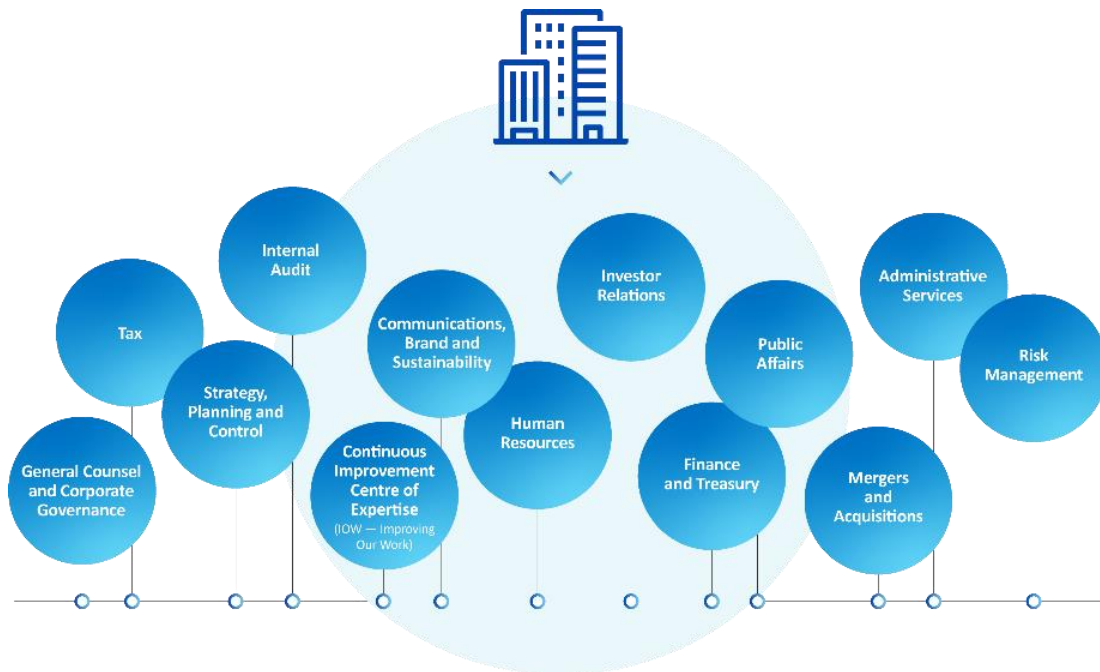 Internal
Audit
Tax
Strategy,
Planning and
Control
General Counsel
and Corporate
Governance
Communications,
Brand and
Sustainability
Continuous
Improvement
Centre of
Expertise
(IOW — Improving
Our Work)
Human
Resources
Investor
Relations
Public
Affairs
Finance
and Treasury
Administrative
Services
Risk
Management
Mergers
and
Acquisitions